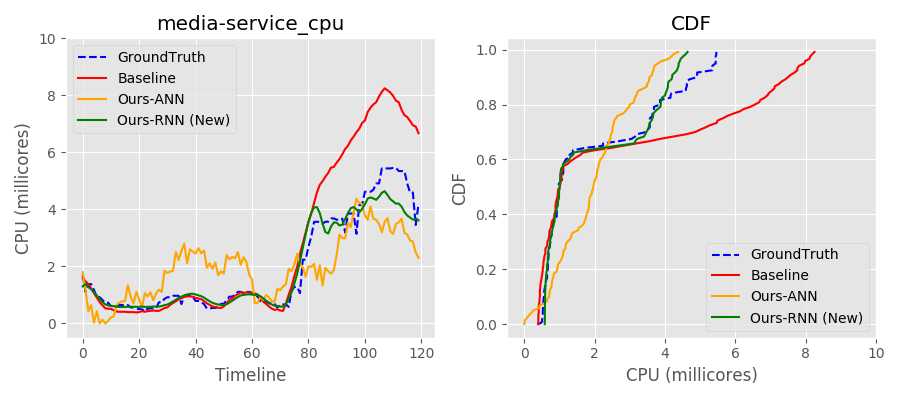 media-service_cpu
CPU (millicores)
10
8
6
4
2
0
GroundTruth
Baseline
Ours-ANN
Ours-RNN (New)
0 20 40 60 80 100 120
Timeline
CDF
CDF
1.0
0.8
0.6
0.4
0.2
0.0
GroundTruth
Baseline
Ours-ANN
Ours-RNN (New)
0 2 4 6 8 10
CPU (millicores)